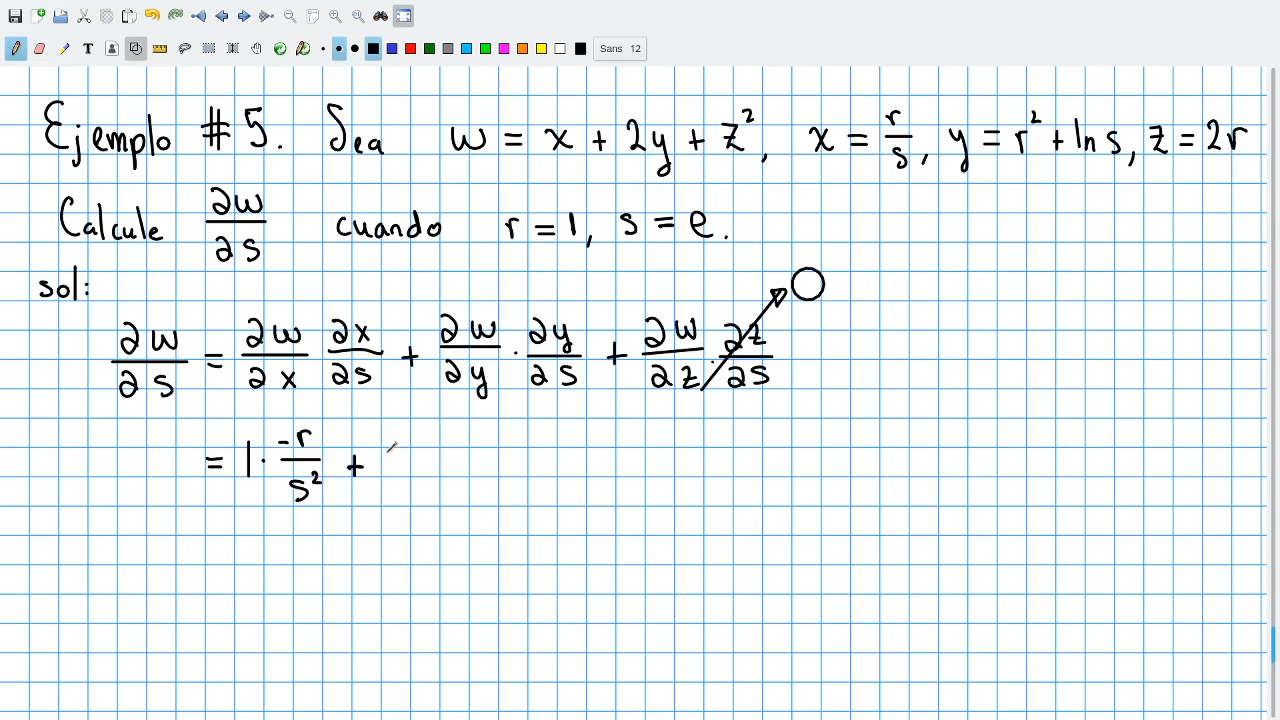 Sans 12
Ejemplo #5. Sea w = x + 2y + z², x = r/s, y = r² + ln s, z = 2r
Calcule ∂w/∂s cuando r = 1, s = e.
sol:
∂w/∂s = ∂w/∂x ∂x/∂s + ∂w/∂y · ∂y/∂s + ∂w/∂z · ∂z/∂s 0
= 1 · -r/s² +